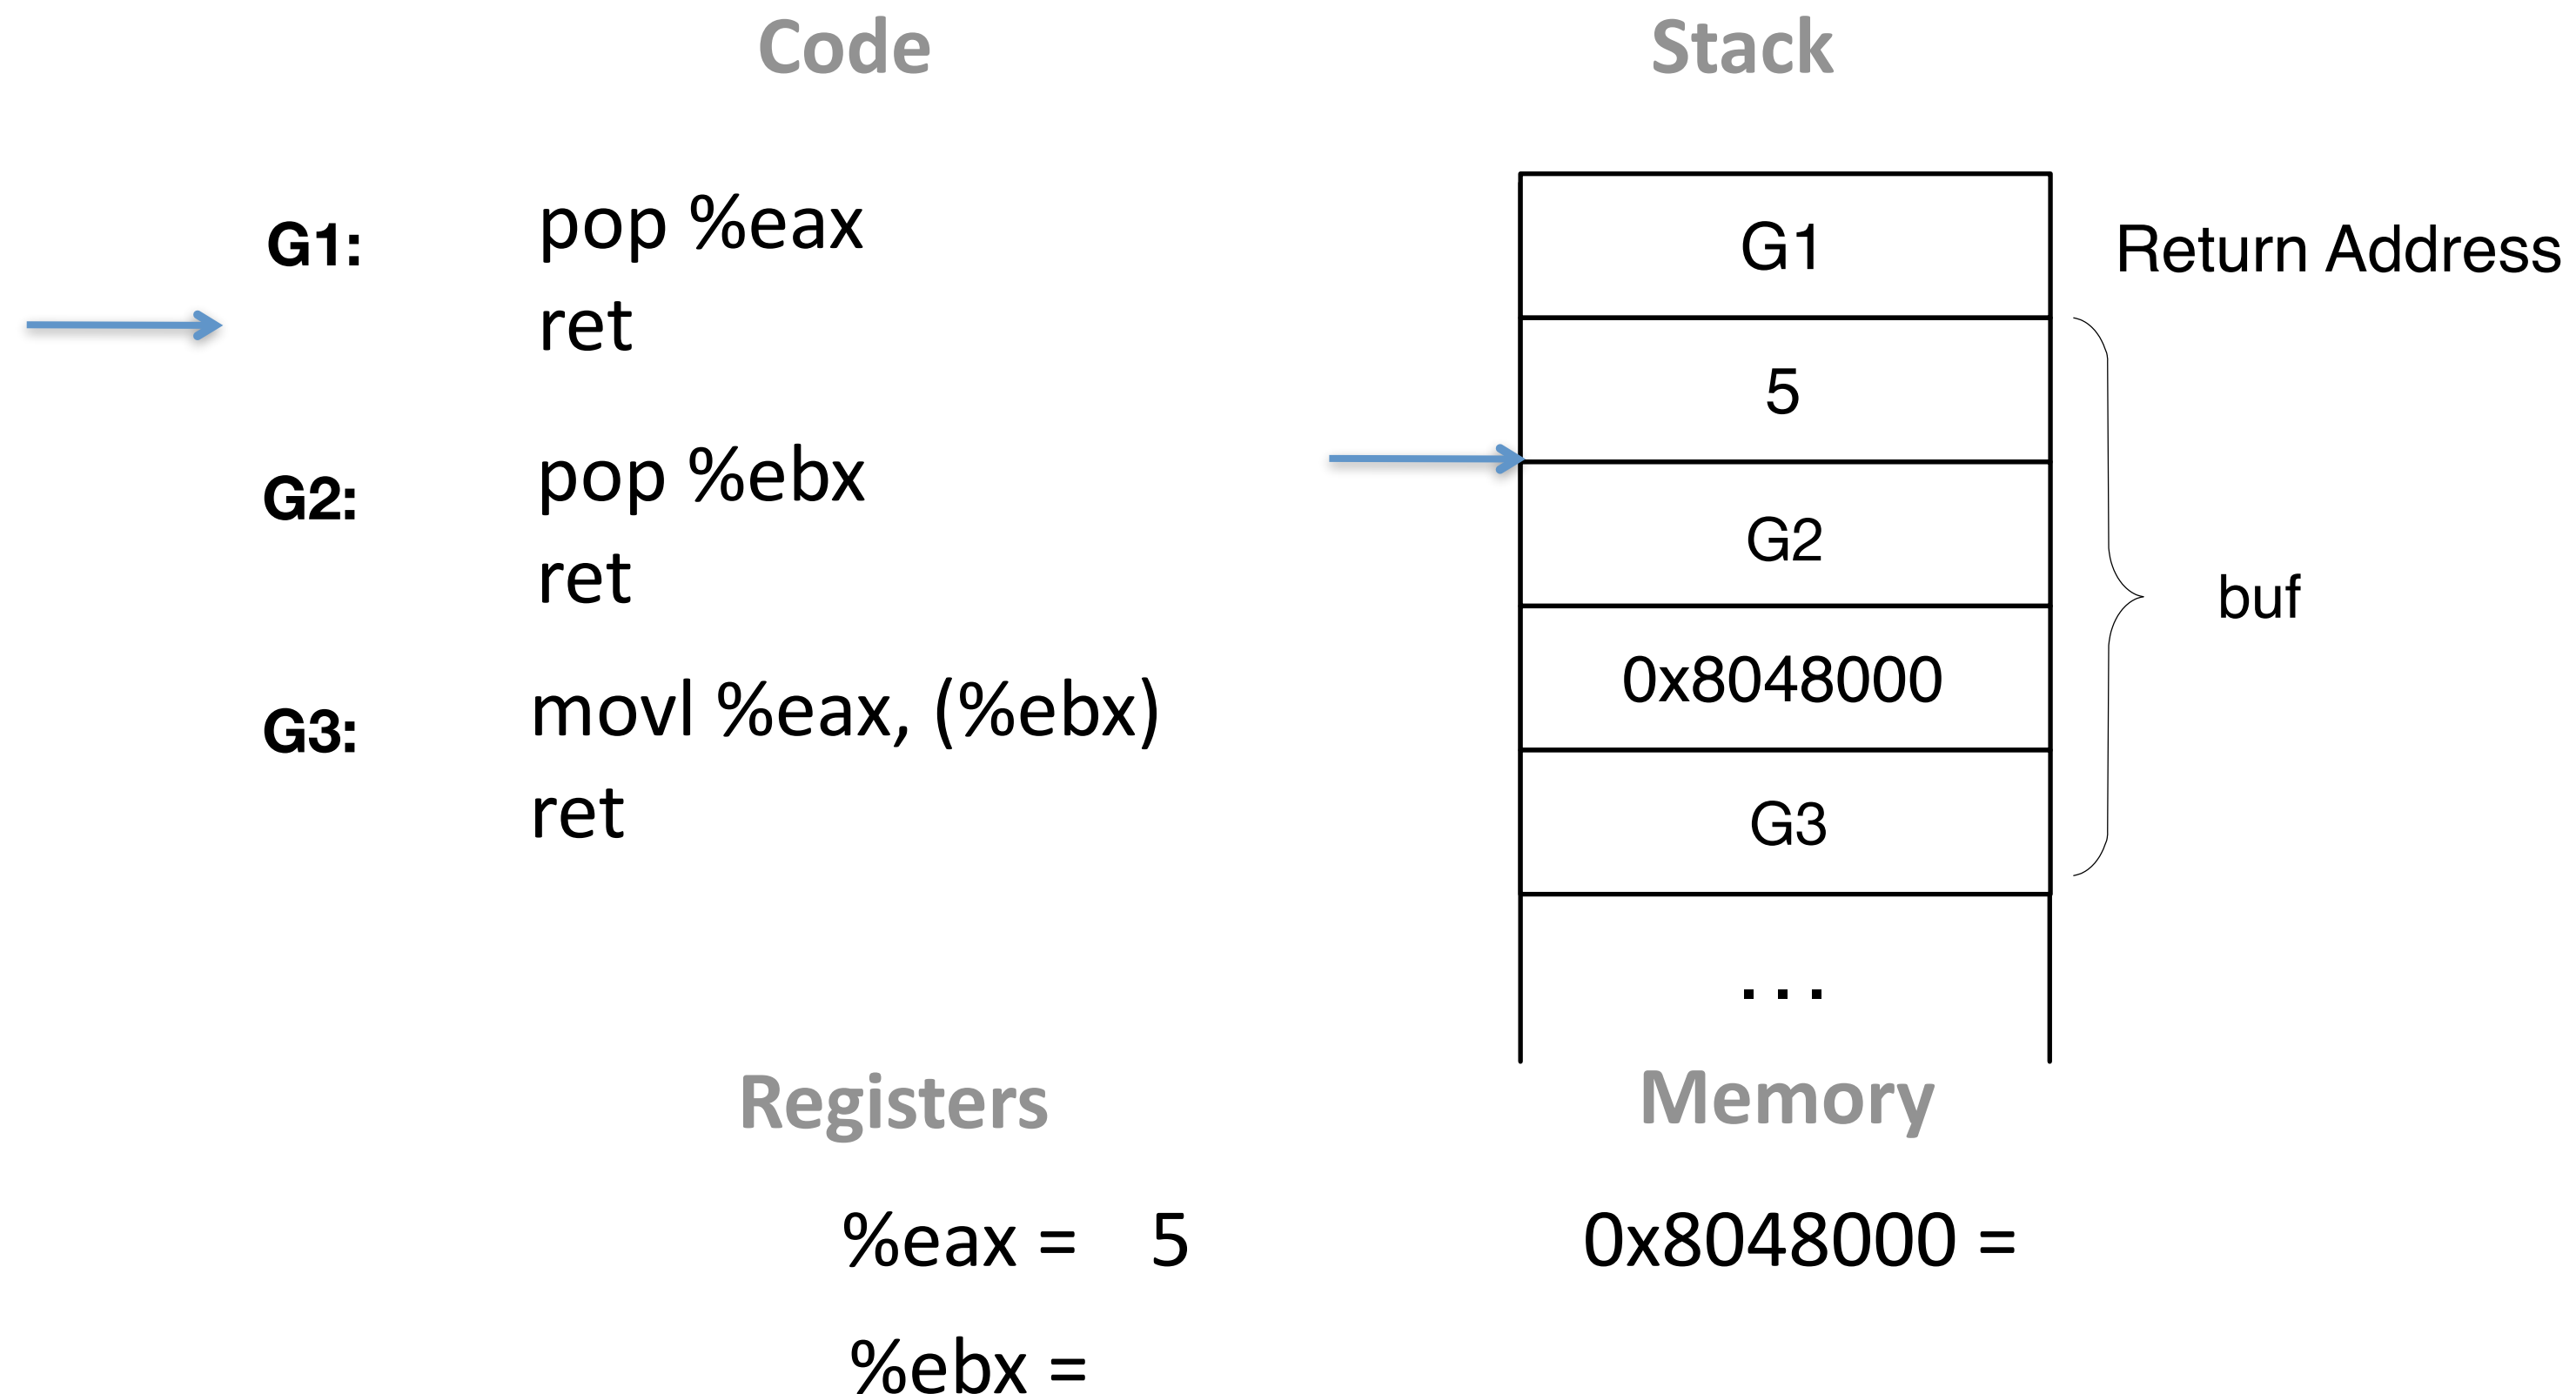 Code
G1:
pop %eax
ret
G2:
pop %ebx
ret
G3:
movl %eax, (%ebx)
ret
Stack
G1
Return Address
5
G2
0x8048000
G3
...
buf
Registers
%eax = 5
%ebx =
Memory
0x8048000 =